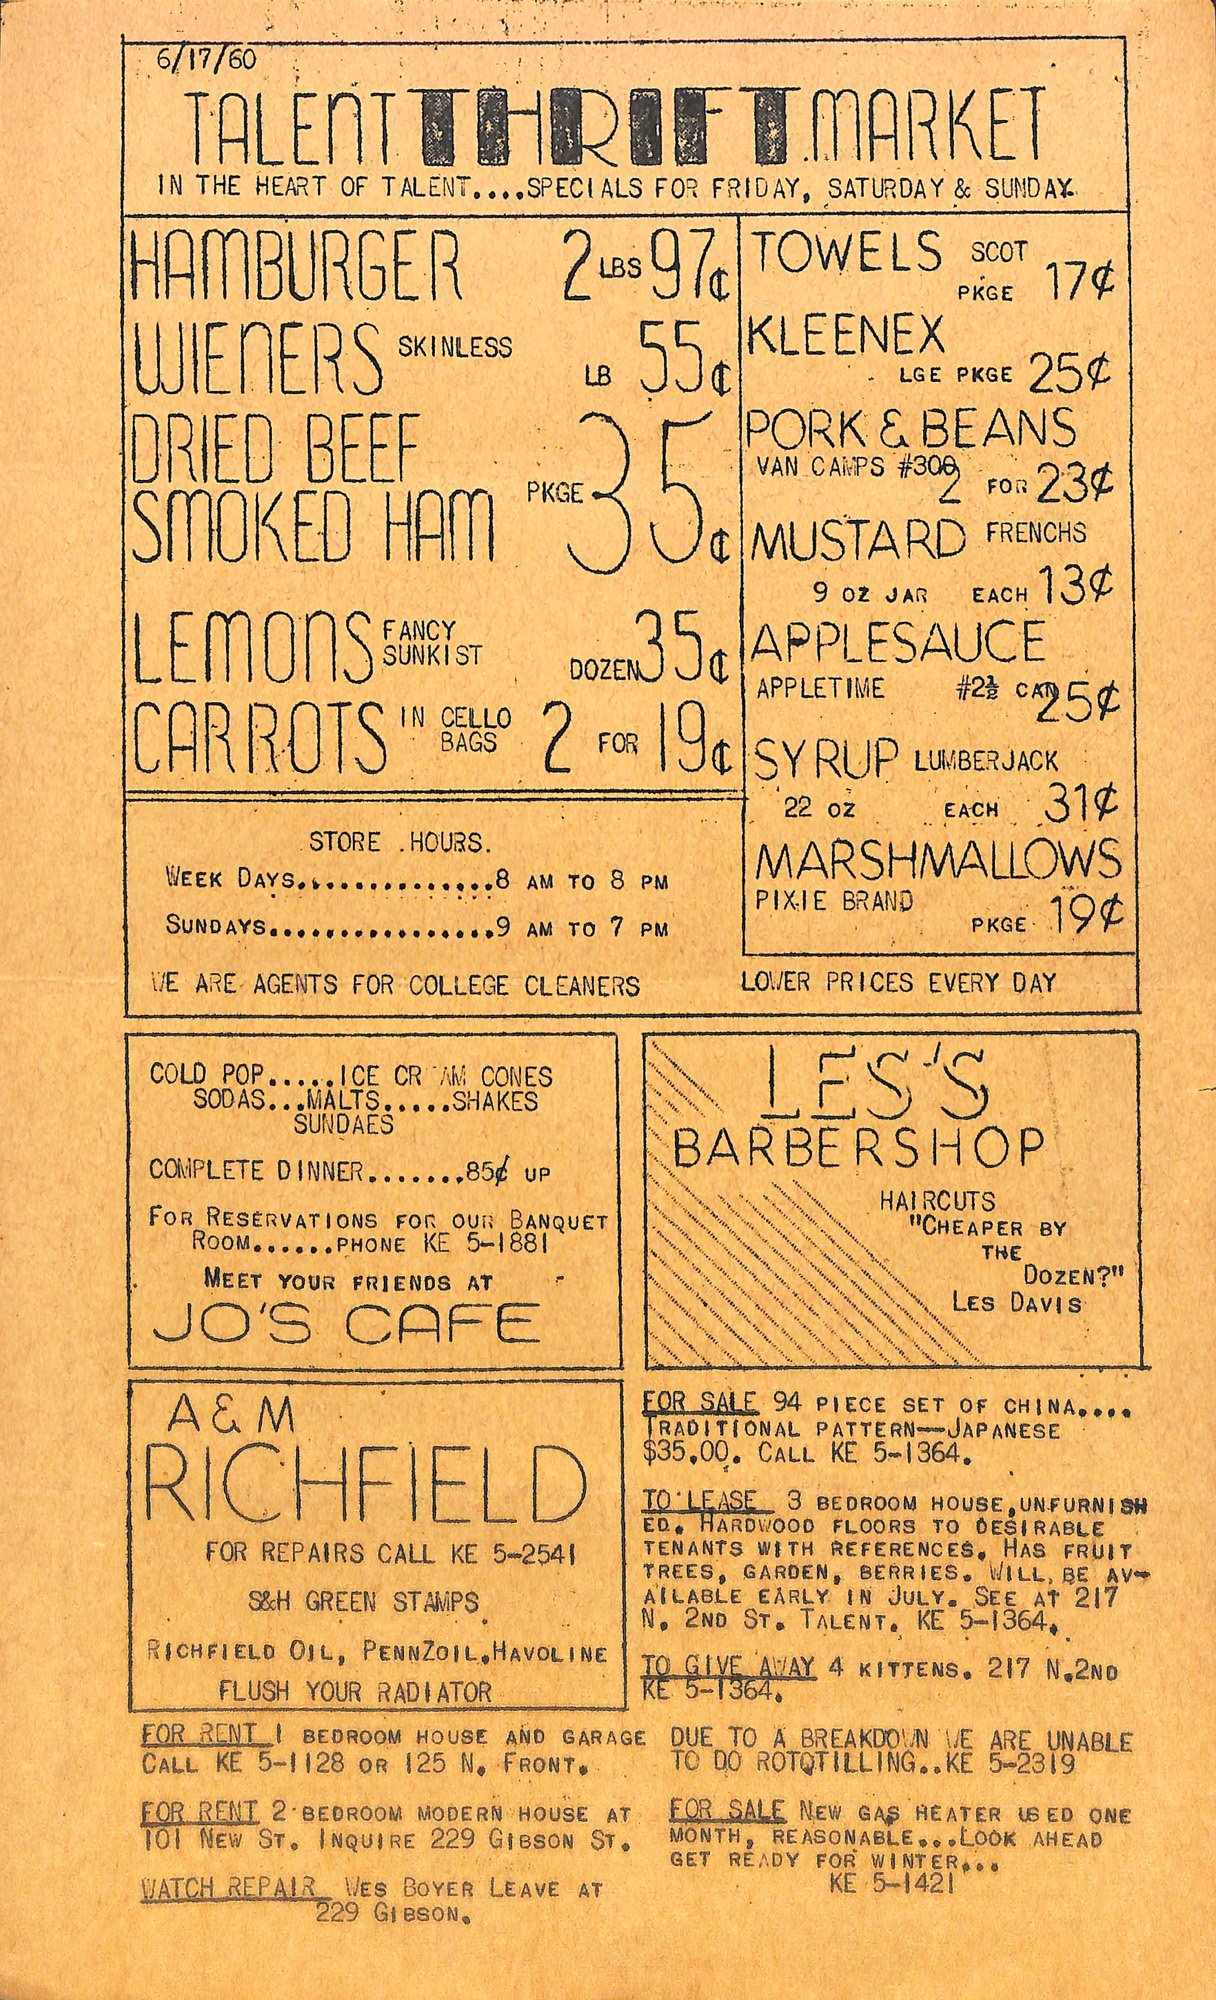 6/17/60
TALENT THRIFT MARKET
IN THE HEART OF TALENT....SPECIALS FOR FRIDAY, SATURDAY & SUNDAY.
HAMBURGER 2 LBS 97¢
WIENERS SKINLESS LB 55¢
DRIED BEEF
SMOKED HAM PKGE 35¢
LEMONS FANCY
SUNKIST DOZEN 35¢
CARROTS IN CELLO
BAGS 2 FOR 19¢
TOWELS SCOT
PKGE 17¢
KLEENEX
LGE PKGE 25¢
PORK & BEANS
VAN CAMPS #300
2 FOR 23¢
MUSTARD FRENCHS
9 OZ JAR EACH 13¢
APPLESAUCE
APPLETIME #2½ CAN 25¢
SYRUP LUMBERJACK
22 OZ EACH 31¢
MARSHMALLOWS
PIXIE BRAND
PKGE 19¢
STORE .HOURS.
WEEK DAYS...............8 AM TO 8 PM
SUNDAYS.................9 AM TO 7 PM
WE ARE AGENTS FOR COLLEGE CLEANERS LOWER PRICES EVERY DAY
COLD POP.....ICE CR AM CONES
SODAS...MALTS.....SHAKES
SUNDAES
COMPLETE DINNER.......85¢ UP
FOR RESERVATIONS FOR OUR BANQUET
ROOM......PHONE KE 5-1881
MEET YOUR FRIENDS AT
JO'S CAFE
LES'S
BARBERSHOP
HAIRCUTS
"CHEAPER BY
THE
DOZEN?"
LES DAVIS
A & M
RICHFIELD
FOR REPAIRS CALL KE 5-2541
S&H GREEN STAMPS
RICHFIELD OIL, PENNZOIL,HAVOLINE
FLUSH YOUR RADIATOR
FOR SALE 94 PIECE SET OF CHINA....
TRADITIONAL PATTERN—JAPANESE
$35.00. CALL KE 5-1364.
TO LEASE 3 BEDROOM HOUSE,UNFURNISH
ED. HARDWOOD FLOORS TO DESIRABLE
TENANTS WITH REFERENCES. HAS FRUIT
TREES, GARDEN, BERRIES. WILL BE AV-
AILABLE EARLY IN JULY. SEE AT 217
N. 2ND ST. TALENT. KE 5-1364.
TO GIVE AWAY 4 KITTENS. 217 N.2ND
KE 5-1364.
FOR RENT 1 BEDROOM HOUSE AND GARAGE
CALL KE 5-1128 OR 125 N. FRONT.
FOR RENT 2 BEDROOM MODERN HOUSE AT
101 NEW ST. INQUIRE 229 GIBSON ST.
WATCH REPAIR WES BOYER LEAVE AT
229 GIBSON.
DUE TO A BREAKDOWN WE ARE UNABLE
TO DO ROTOTILLING..KE 5-2319
FOR SALE NEW GAS HEATER USED ONE
MONTH, REASONABLE...LOOK AHEAD
GET READY FOR WINTER...
KE 5-1421